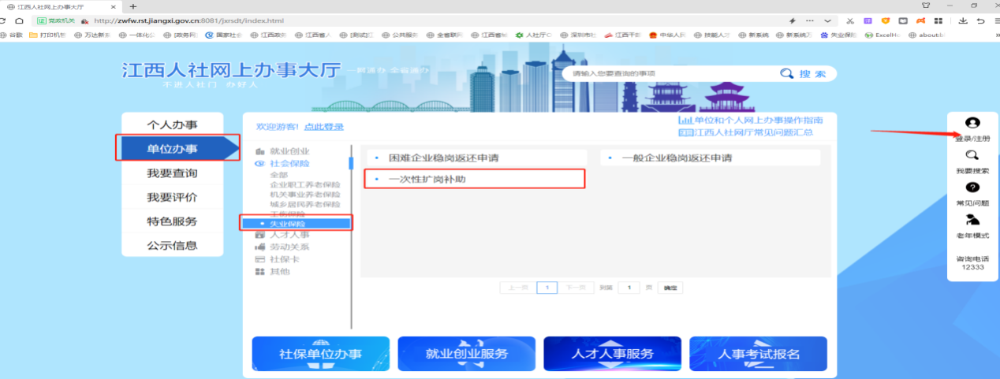 江西人社网上办事大厅
证 党政机关 http://zwfw.rst.jiangxi.gov.cn:8081/jxrsdt/index.html
谷歌 打印机 万达新 一体化 国家社会 江西政务 江西省人 公共服务 全省联网 人社厅 深圳市社 江西干部 中华人民 技能人才 新系统 新系统万 失业保险 ExcelHo about:bl
江西人社网上办事大厅 一网通办 全省通办
不进人社门 办好人
请输入您要查询的事项 搜 索
个人办事
单位办事
我要查询
我要评价
特色服务
公示信息
欢迎游客! 点此登录
单位和个人网上办事操作指南
江西人社网厅常见问题汇总
就业创业
社会保险
全部
企业职工养老保险
机关事业养老保险
城乡居民养老保险
工伤保险
失业保险
人才人事
劳动关系
社保卡
其他
困难企业稳岗返还申请
一般企业稳岗返还申请
一次性扩岗补助
上一页 1 下一页 到第 1 页 确定
社保单位办事
就业创业服务
人才人事服务
人事考试报名
登录/注册
我要搜索
常见问题
老年模式
咨询电话
12333